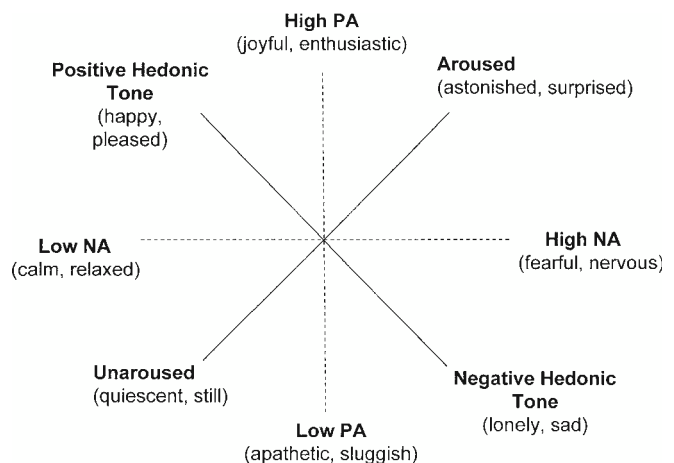 High PA
(joyful, enthusiastic)
Positive Hedonic
Tone
(happy,
pleased)
Aroused
(astonished, surprised)
Low NA
(calm, relaxed)
High NA
(fearful, nervous)
Unaroused
(quiescent, still)
Negative Hedonic
Tone
(lonely, sad)
Low PA
(apathetic, sluggish)